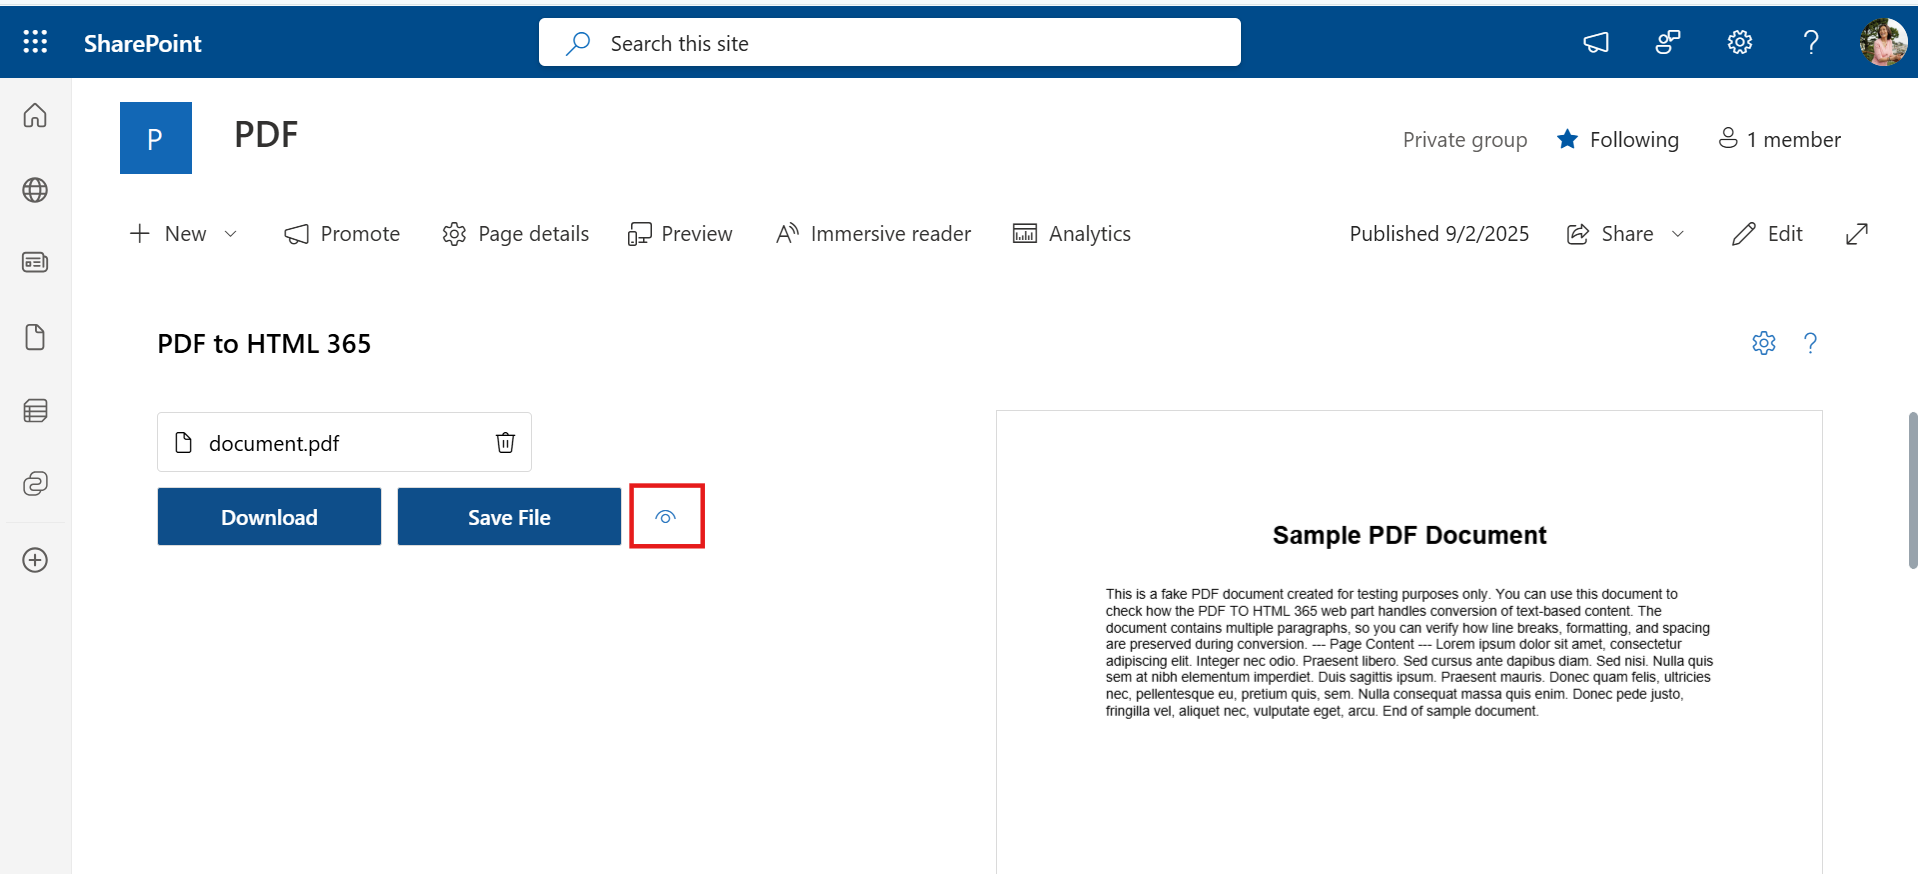 SharePoint
Search this site
P
PDF
Private group
Following
1 member
New
Promote
Page details
Preview
Immersive reader
Analytics
Published 9/2/2025
Share
Edit
PDF to HTML 365
document.pdf
Download
Save File
Sample PDF Document
This is a fake PDF document created for testing purposes only. You can use this document to
check how the PDF TO HTML 365 web part handles conversion of text-based content. The
document contains multiple paragraphs, so you can verify how line breaks, formatting, and spacing
are preserved during conversion. --- Page Content --- Lorem ipsum dolor sit amet, consectetur
adipiscing elit. Integer nec odio. Praesent libero. Sed cursus ante dapibus diam. Sed nisi. Nulla quis
sem at nibh elementum imperdiet. Duis sagittis ipsum. Praesent mauris. Donec quam felis, ultricies
nec, pellentesque eu, pretium quis, sem. Nulla consequat massa quis enim. Donec pede justo,
fringilla vel, aliquet nec, vulputate eget, arcu. End of sample document.